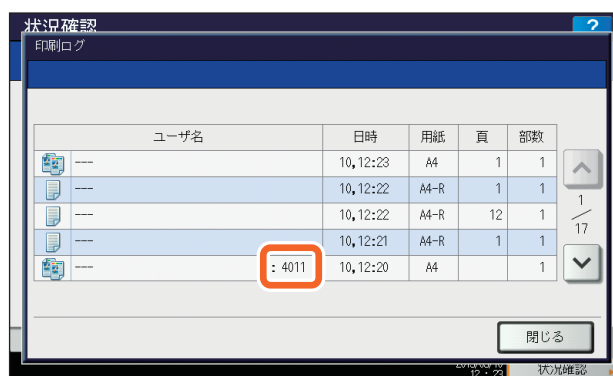 状況確認 ?
印刷ログ
ユーザ名 日時 用紙 頁 部数
--- 10,12:23 A4 1 1
--- 10,12:22 A4-R 1 1
--- 10,12:22 A4-R 12 1
--- 10,12:21 A4-R 1 1
--- : 4011 10,12:20 A4 1
1/17
閉じる
12:23 状況確認